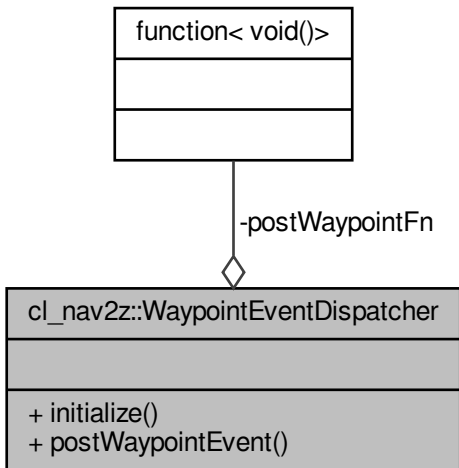 function< void()>
-postWaypointFn
cl_nav2z::WaypointEventDispatcher
+ initialize()
+ postWaypointEvent()